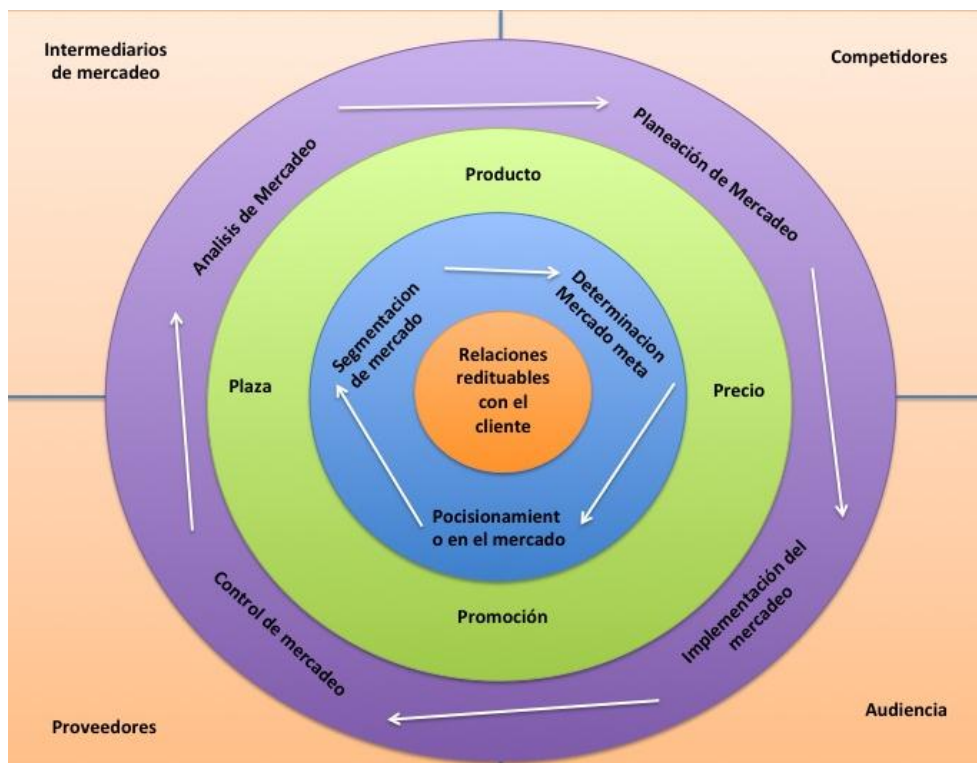 Intermediarios
de mercadeo
Competidores
Analisis de Mercadeo
Planeación de Mercadeo
Producto
Segmentacion
de mercado
Determinacion
Mercado meta
Relaciones
redituables
con el
cliente
Plaza
Precio
Pocisionamient
o en el mercado
Promoción
Control de mercadeo
Implementación del
mercadeo
Proveedores
Audiencia